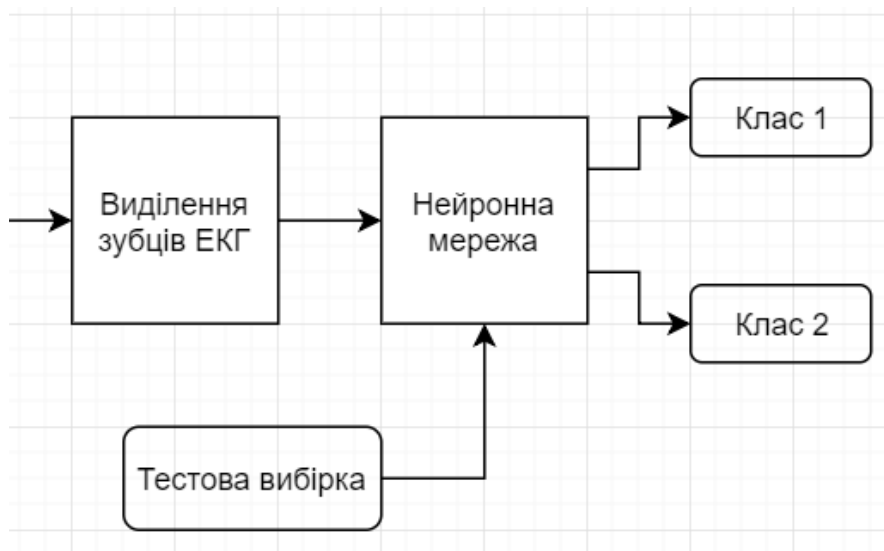 Виділення
зубців ЕКГ
Нейронна
мережа
Клас 1
Клас 2
Тестова вибірка